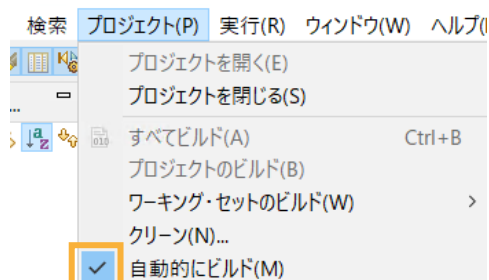 検索 プロジェクト(P) 実行(R) ウィンドウ(W) ヘルプ(
プロジェクトを開く(E)
プロジェクトを閉じる(S)
すべてビルド(A) Ctrl+B
プロジェクトのビルド(B)
ワーキング・セットのビルド(W)
クリーン(N)...
自動的にビルド(M)